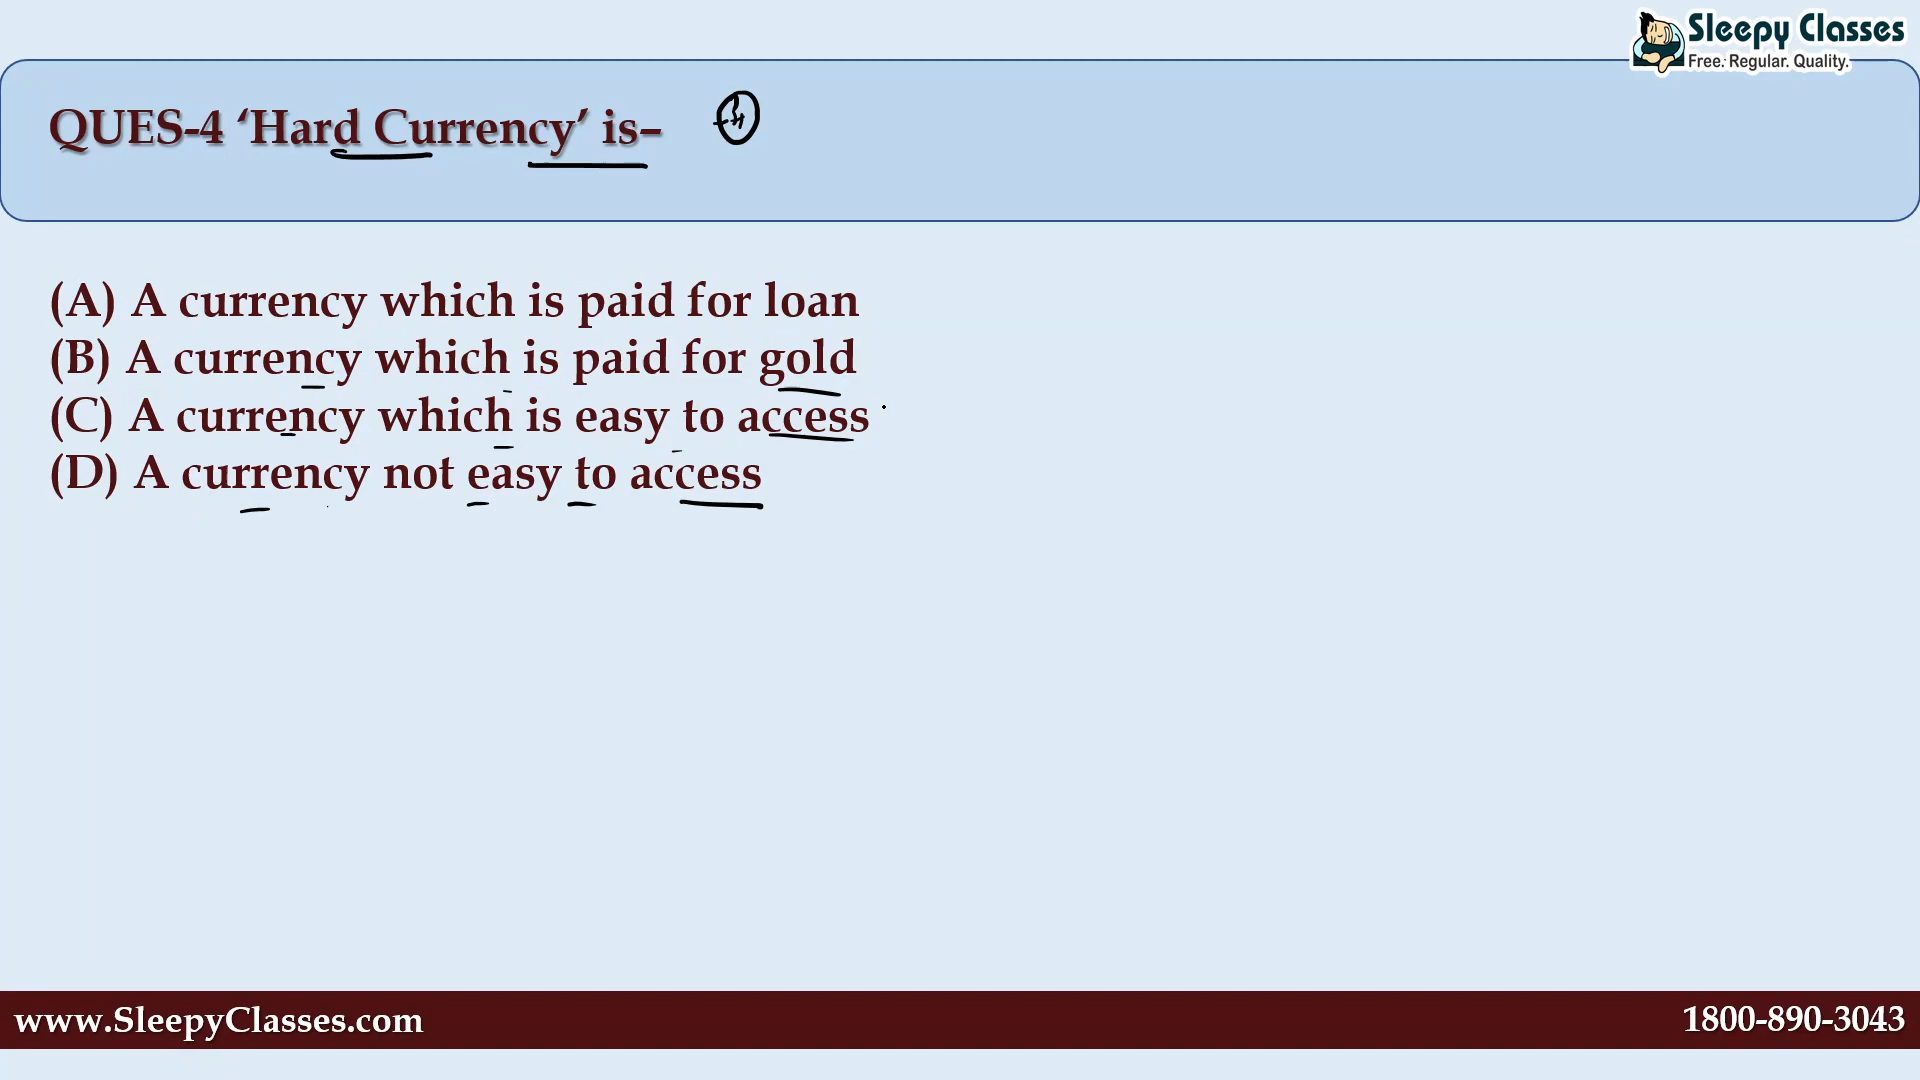 Sleepy Classes
Free. Regular. Quality.
QUES-4 ‘Hard Currency’ is–
(A) A currency which is paid for loan
(B) A currency which is paid for gold
(C) A currency which is easy to access
(D) A currency not easy to access
www.SleepyClasses.com
1800-890-3043